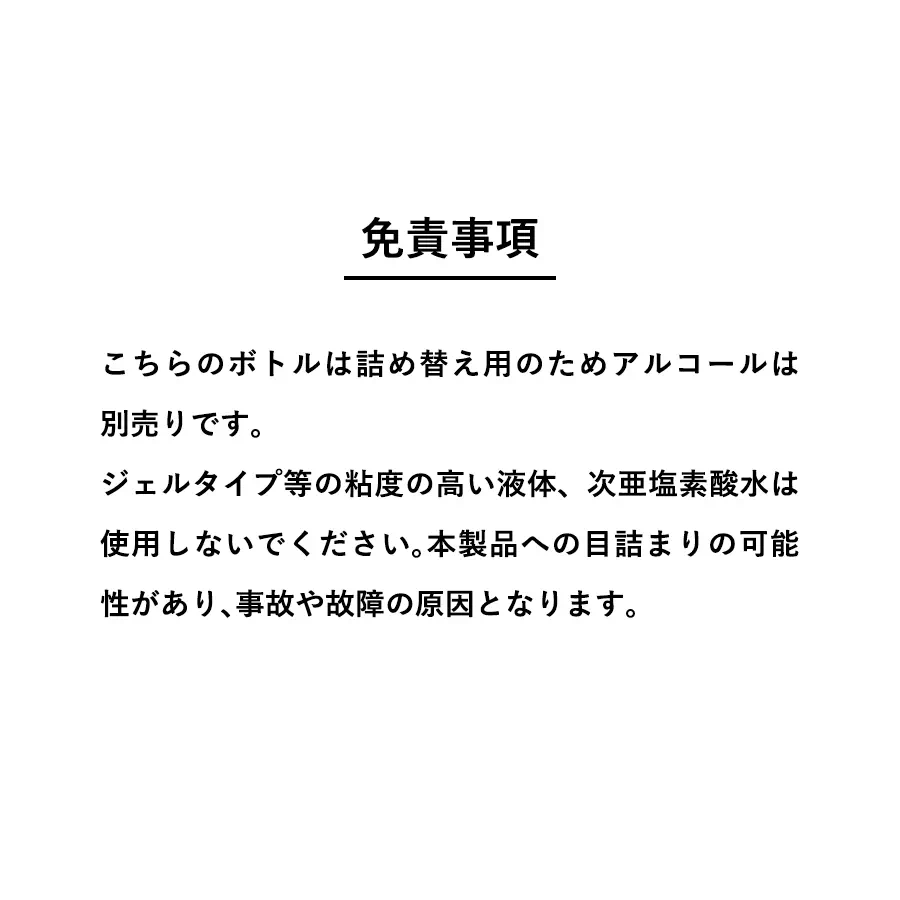 免責事項
こちらのボトルは詰め替え用のためアルコールは
別売りです。
ジェルタイプ等の粘度の高い液体、次亜塩素酸水は
使用しないでください。本製品への目詰まりの可能
性があり、事故や故障の原因となります。